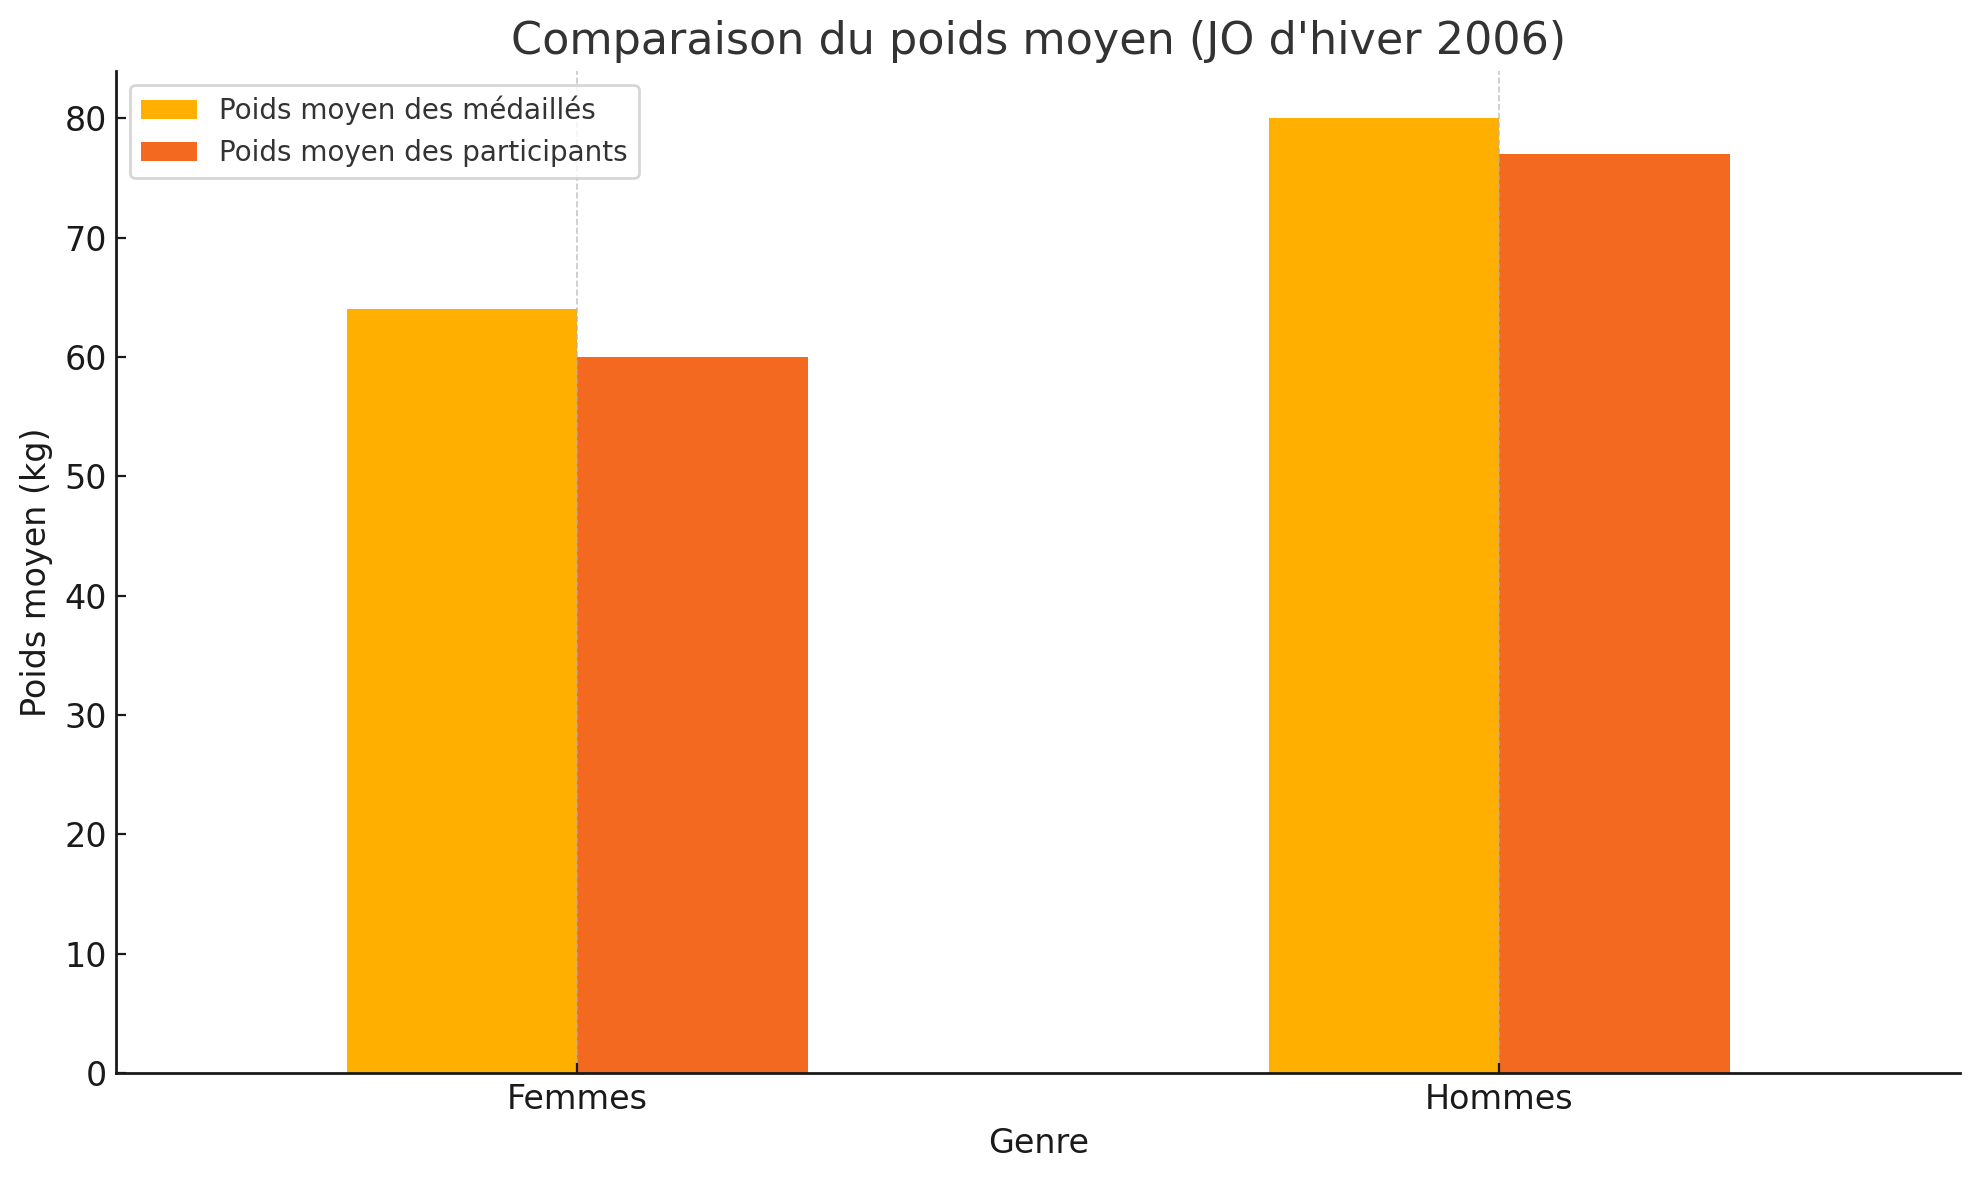 Comparaison du poids moyen (JO d'hiver 2006)
Poids moyen des médaillés
Poids moyen des participants
Poids moyen (kg)
80
70
60
50
40
30
20
10
0
Femmes
Hommes
Genre